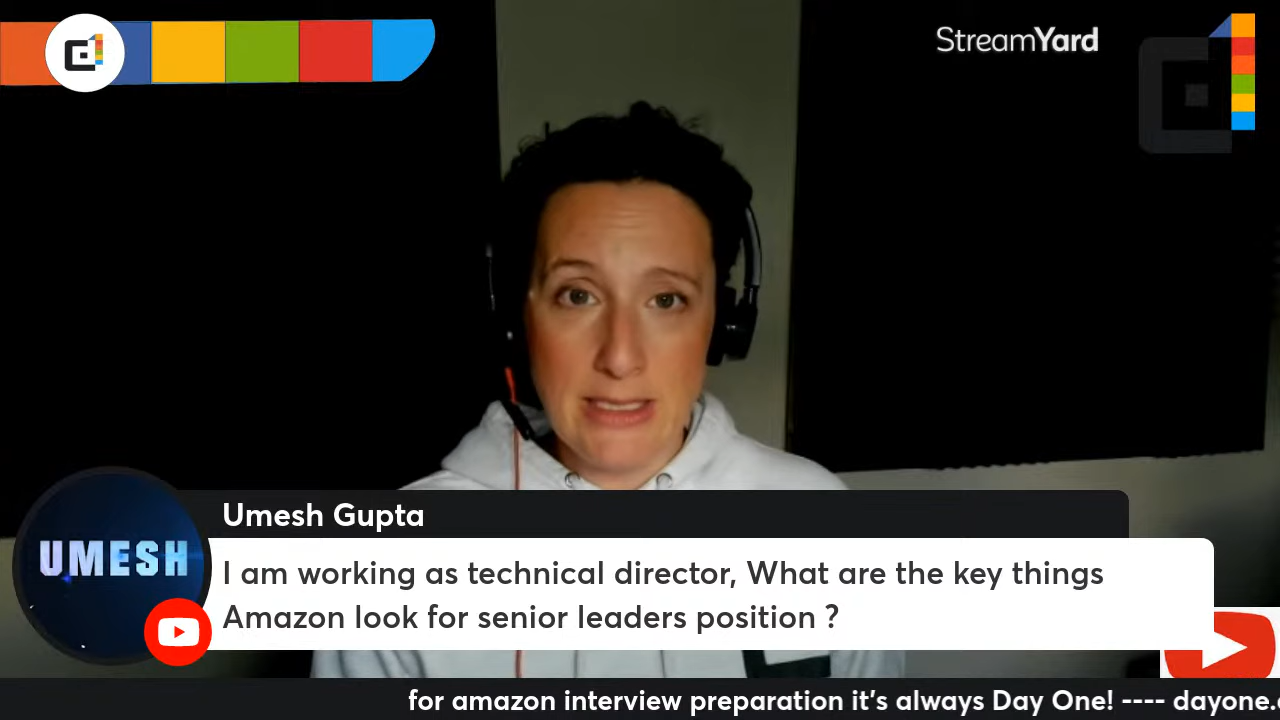 StreamYard
Umesh Gupta
UMESH
I am working as technical director, What are the key things
Amazon look for senior leaders position ?
for amazon interview preparation it's always Day One! ---- dayone.